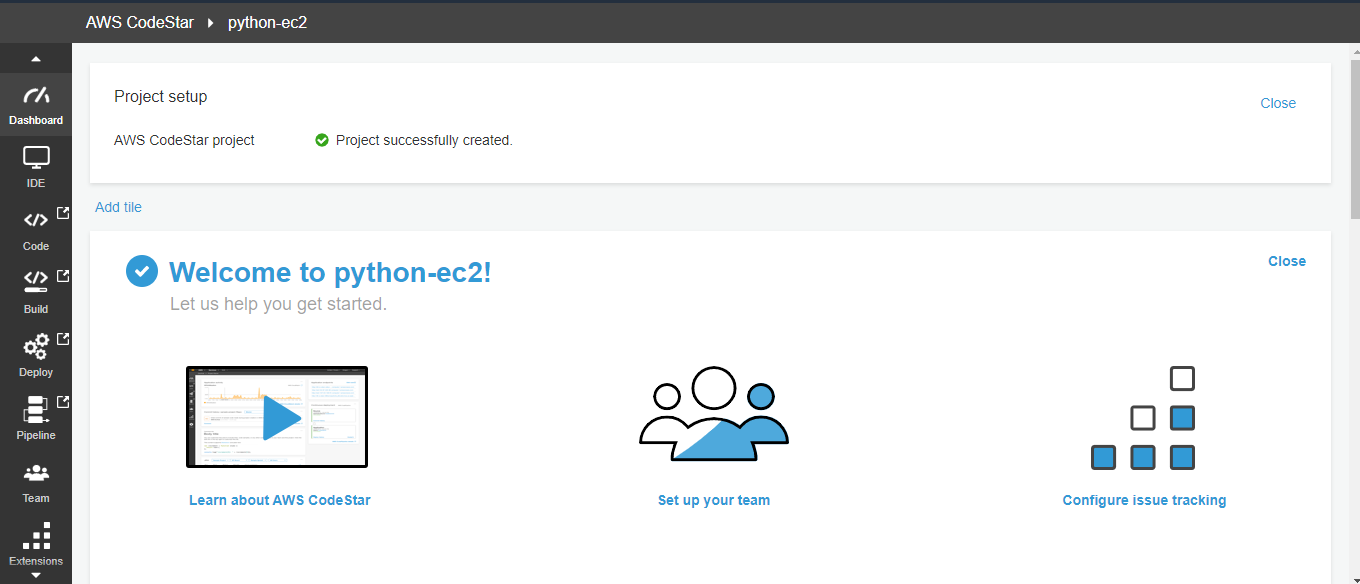 AWS CodeStar python-ec2
Dashboard
IDE
Code
Build
Deploy
Pipeline
Team
Extensions
Project setup
Close
AWS CodeStar project
Project successfully created.
Add tile
Welcome to python-ec2!
Close
Let us help you get started.
Learn about AWS CodeStar
Set up your team
Configure issue tracking